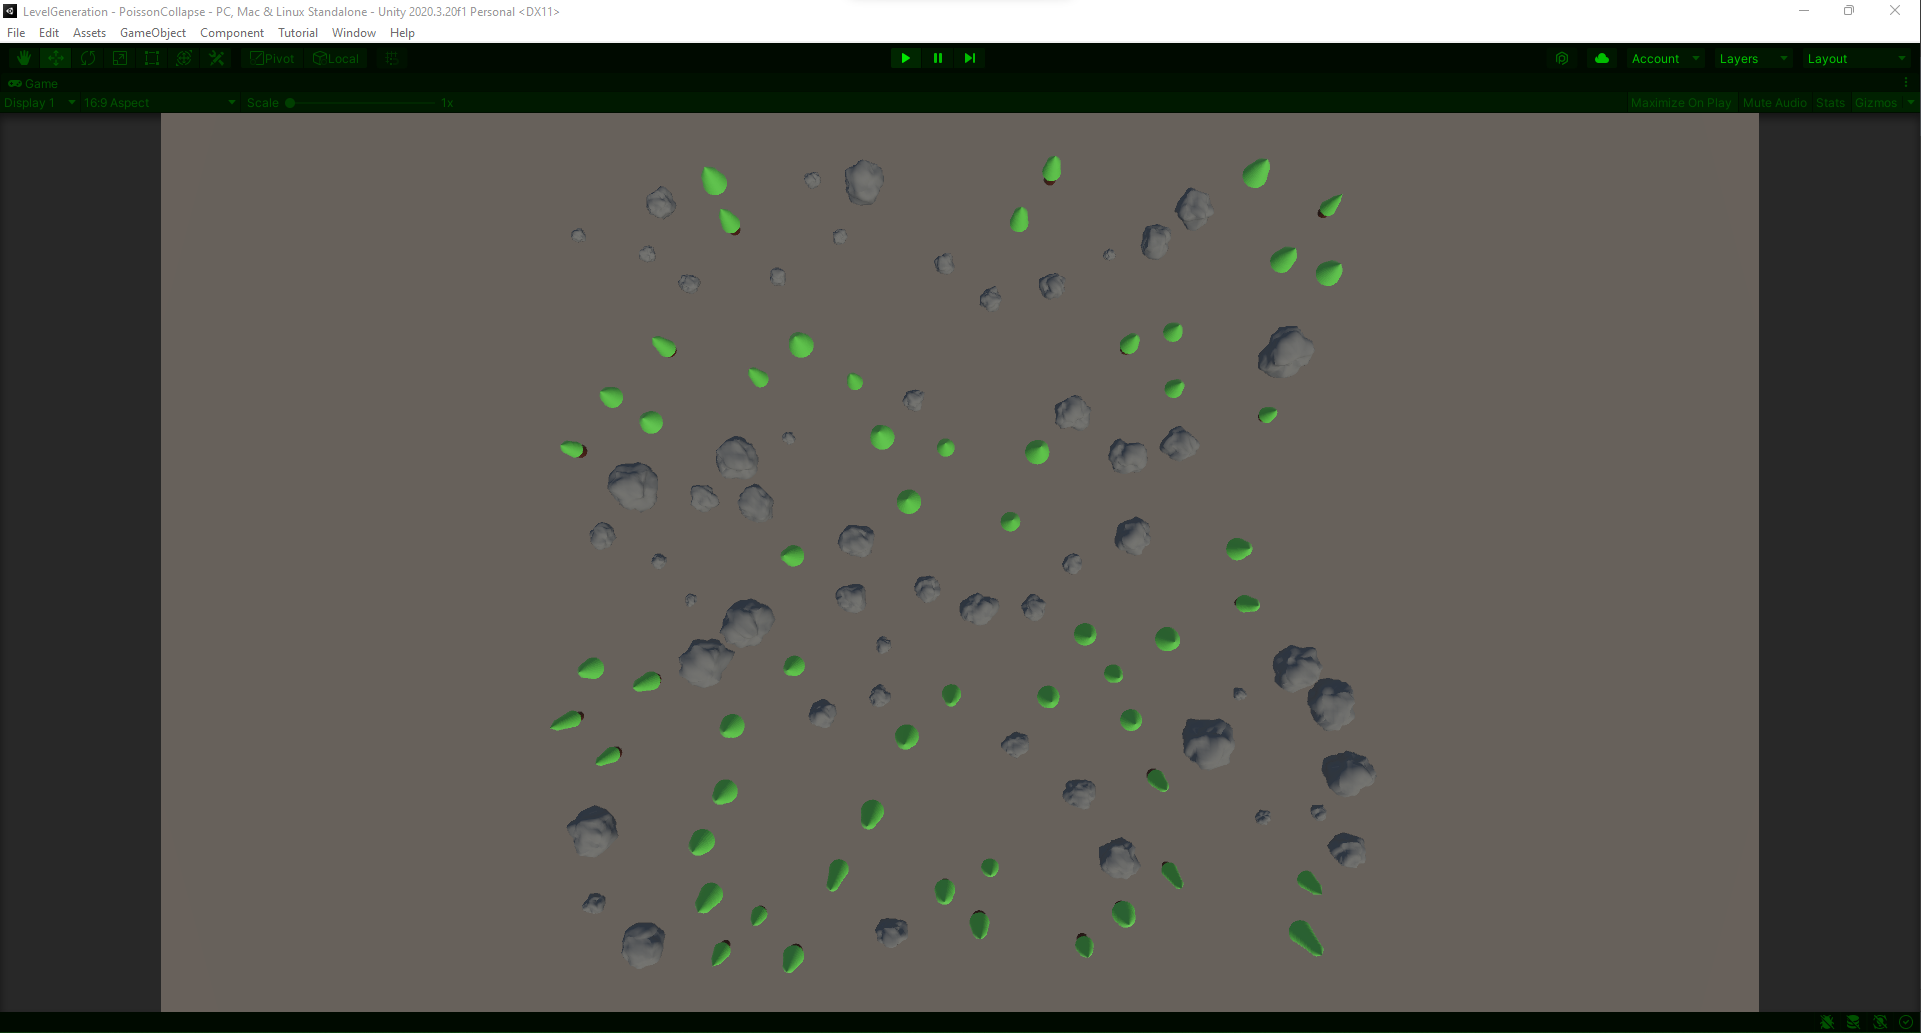 LevelGeneration - PoissonCollapse - PC, Mac & Linux Standalone - Unity 2020.3.20f1 Personal <DX11>
File Edit Assets GameObject Component Tutorial Window Help
Pivot Local Account Layers Layout
Game
Display 1 16:9 Aspect Scale 1x Maximize On Play Mute Audio Stats Gizmos